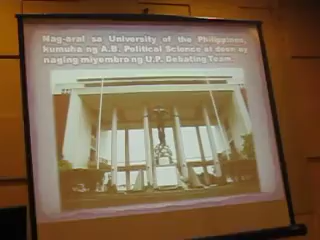 Nag-aral sa University of the Philippines,
kumuha ng A.B. Political Science at doon ay
naging miyembro ng U.P. Debating Team.